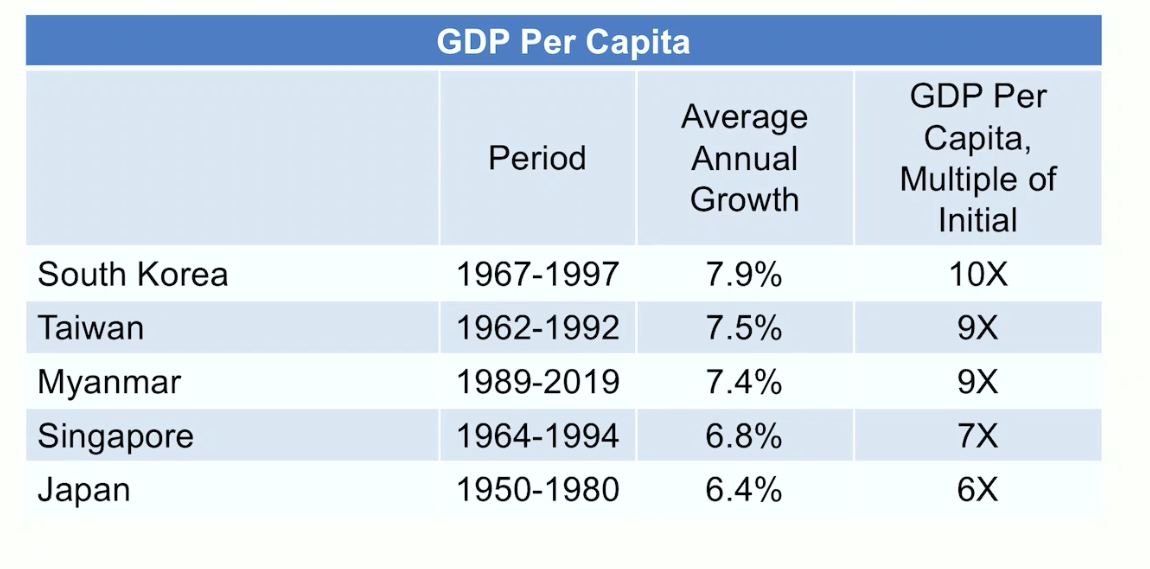 GDP Per Capita
Period
Average
Annual
Growth
GDP Per
Capita,
Multiple of
Initial
South Korea 1967-1997 7.9% 10X
Taiwan 1962-1992 7.5% 9X
Myanmar 1989-2019 7.4% 9X
Singapore 1964-1994 6.8% 7X
Japan 1950-1980 6.4% 6X